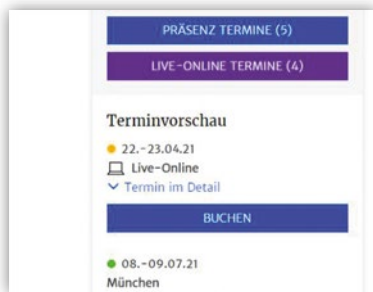 PRÄSENZ TERMINE (5)
LIVE-ONLINE TERMINE (4)
Terminvorschau
22.-23.04.21
Live-Online
Termin im Detail
BUCHEN
08.-09.07.21
München